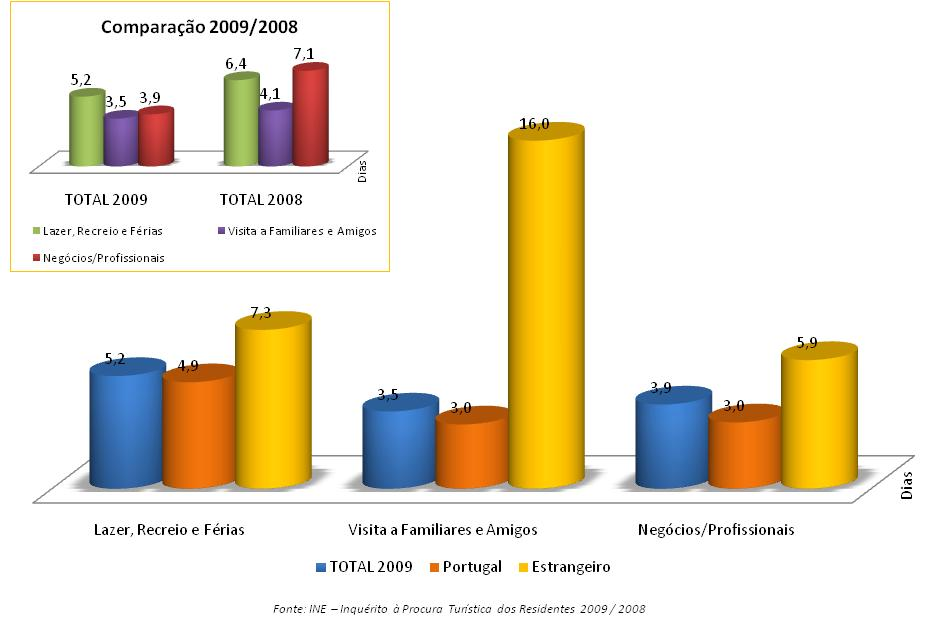 Comparação 2009/2008
5,2
3,5
3,9
6,4
4,1
7,1
Dias
TOTAL 2009
TOTAL 2008
Lazer, Recreio e Férias
Visita a Familiares e Amigos
Negócios/Profissionais
5,2
4,9
7,3
3,5
3,0
16,0
3,9
3,0
5,9
Dias
Lazer, Recreio e Férias
Visita a Familiares e Amigos
Negócios/Profissionais
TOTAL 2009
Portugal
Estrangeiro
Fonte: INE – Inquérito à Procura Turística dos Residentes 2009 / 2008